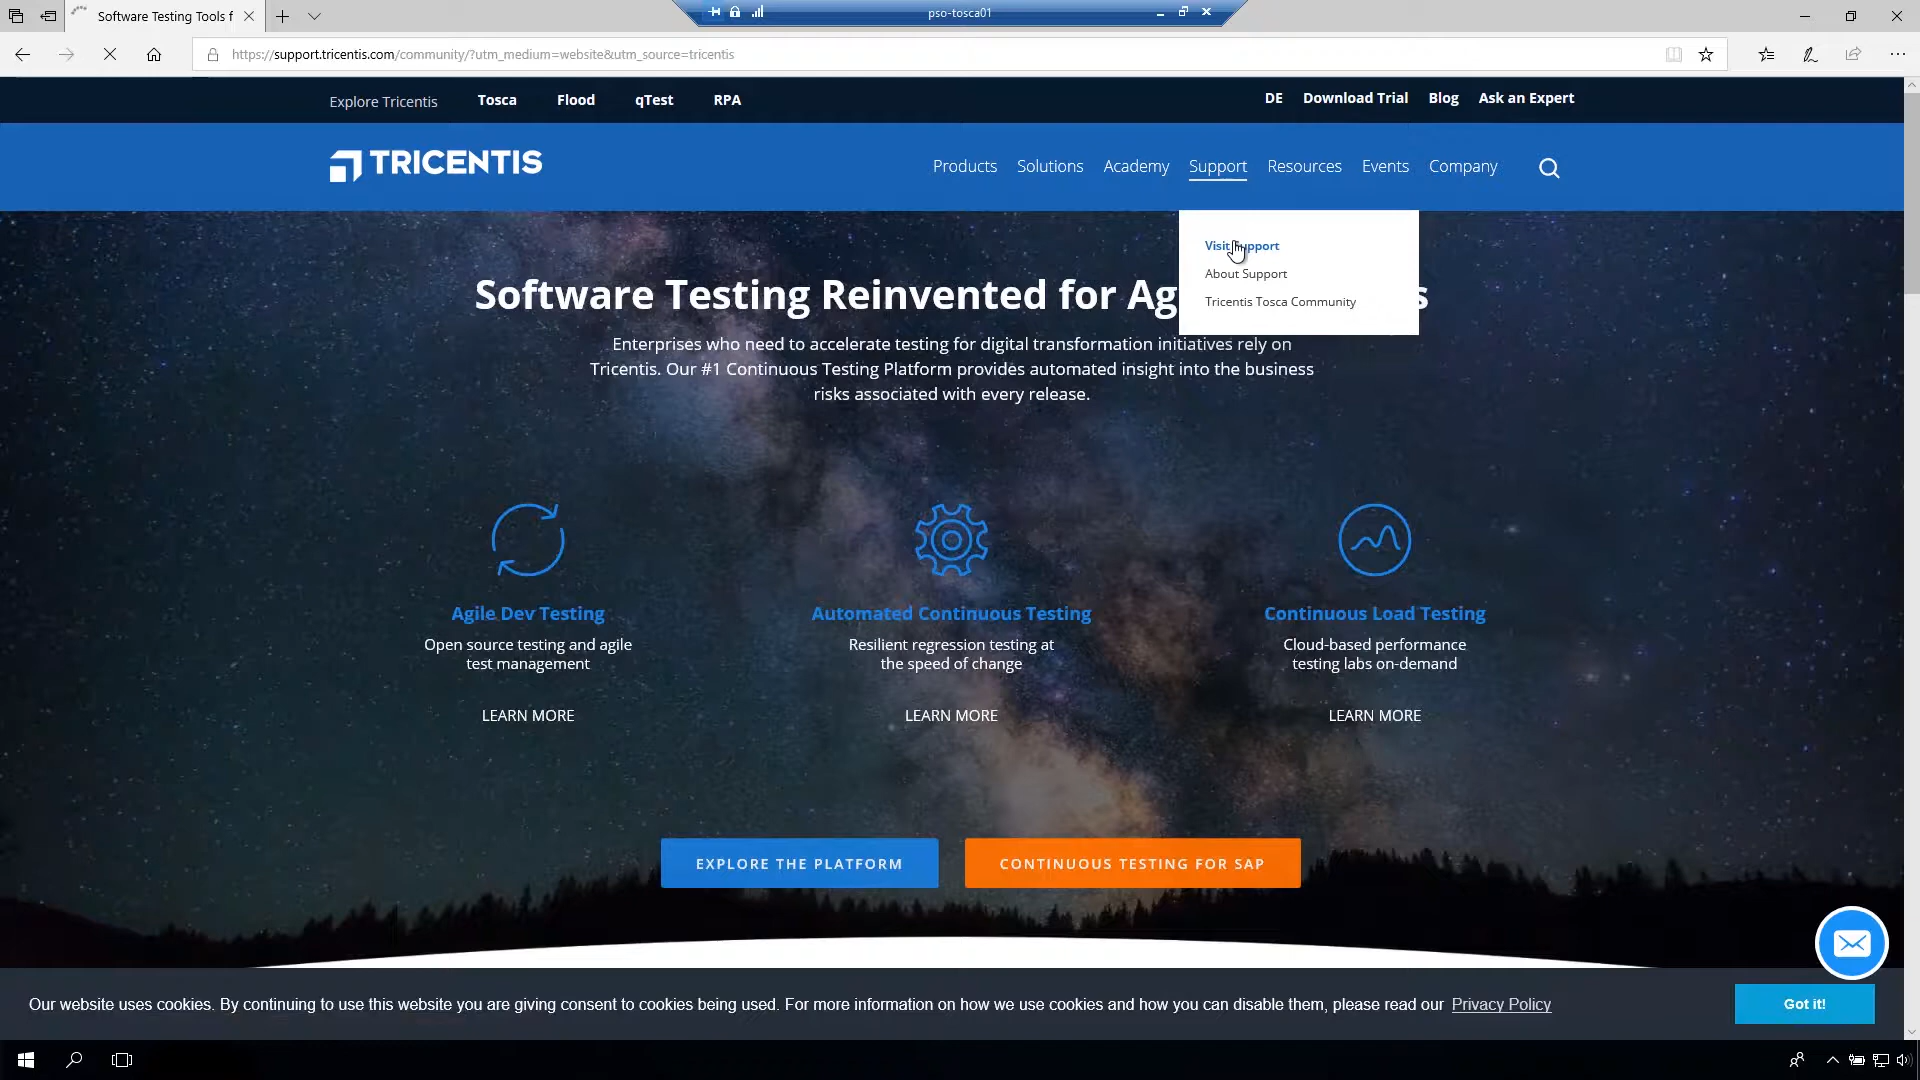 Software Testing Tools f
pso-tosca01
https://support.tricentis.com/community/?utm_medium=website&utm_source=tricentis
Explore Tricentis Tosca Flood qTest RPA DE Download Trial Blog Ask an Expert
TRICENTIS Products Solutions Academy Support Resources Events Company
Visit Support
About Support
Tricentis Tosca Community
Software Testing Reinvented for Ag s
Enterprises who need to accelerate testing for digital transformation initiatives rely on
Tricentis. Our #1 Continuous Testing Platform provides automated insight into the business
risks associated with every release.
Agile Dev Testing
Open source testing and agile
test management
LEARN MORE
Automated Continuous Testing
Resilient regression testing at
the speed of change
LEARN MORE
Continuous Load Testing
Cloud-based performance
testing labs on-demand
LEARN MORE
EXPLORE THE PLATFORM
CONTINUOUS TESTING FOR SAP
Our website uses cookies. By continuing to use this website you are giving consent to cookies being used. For more information on how we use cookies and how you can disable them, please read our Privacy Policy
Got it!